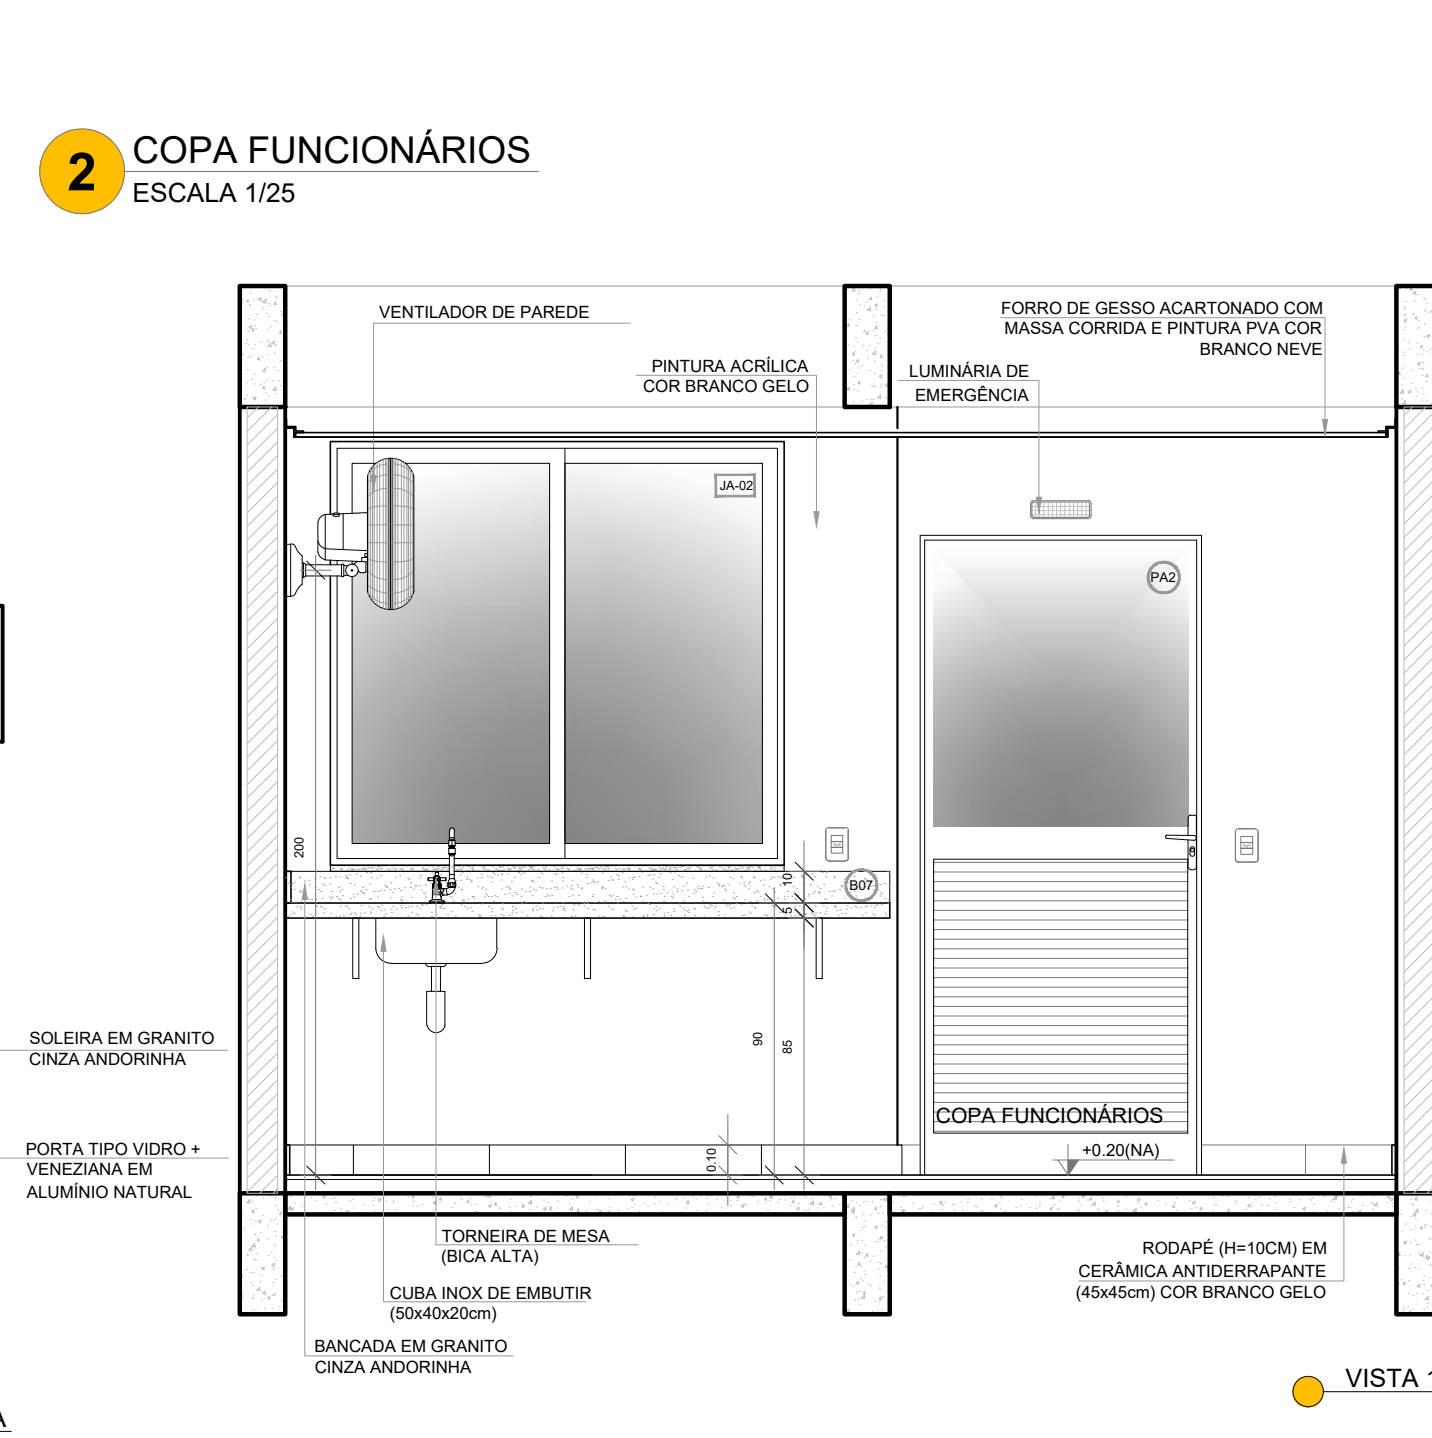 2
COPA FUNCIONÁRIOS
ESCALA 1/25
VENTILADOR DE PAREDE
FORRO DE GESSO ACARTONADO COM
MASSA CORRIDA E PINTURA PVA COR
BRANCO NEVE
PINTURA ACRÍLICA
COR BRANCO GELO
LUMINÁRIA DE
EMERGÊNCIA
JA-02
PA2
200
10
B07
5
90
85
SOLEIRA EM GRANITO
CINZA ANDORINHA
COPA FUNCIONÁRIOS
+0.20(NA)
0.10
PORTA TIPO VIDRO +
VENEZIANA EM
ALUMÍNIO NATURAL
TORNEIRA DE MESA
(BICA ALTA)
RODAPÉ (H=10CM) EM
CERÂMICA ANTIDERRAPANTE
(45x45cm) COR BRANCO GELO
CUBA INOX DE EMBUTIR
(50x40x20cm)
BANCADA EM GRANITO
CINZA ANDORINHA
VISTA 1
A